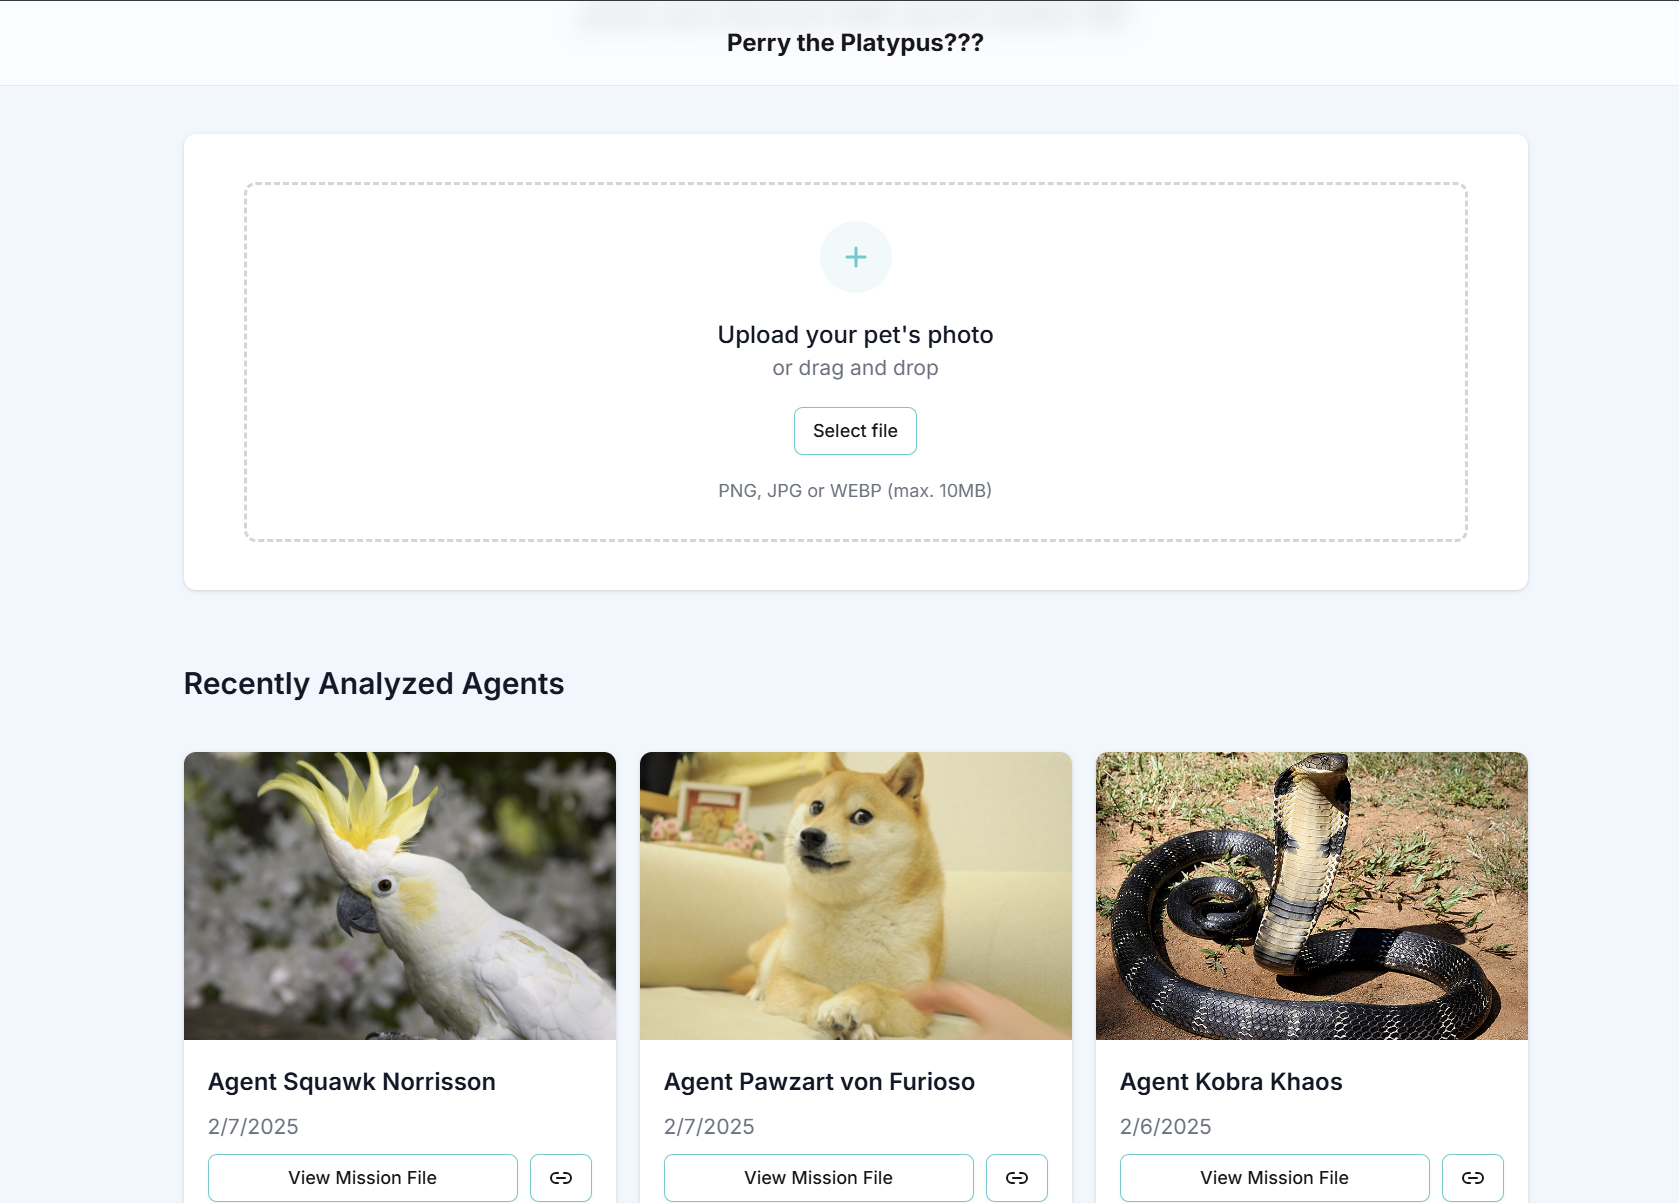 Perry the Platypus???
Upload your pet's photo
or drag and drop
Select file
PNG, JPG or WEBP (max. 10MB)
Recently Analyzed Agents
Agent Squawk Norrisson
2/7/2025
View Mission File
Agent Pawzart von Furioso
2/7/2025
View Mission File
Agent Kobra Khaos
2/6/2025
View Mission File